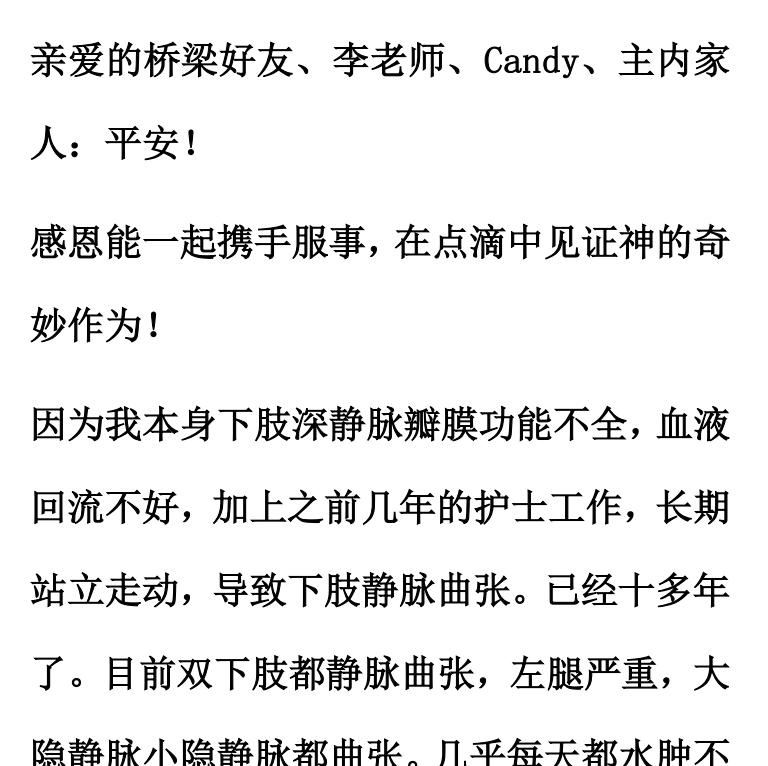 亲爱的桥梁好友、李老师、Candy、主内家
人：平安！
感恩能一起携手服事，在点滴中见证神的奇
妙作为！
因为我本身下肢深静脉瓣膜功能不全，血液
回流不好，加上之前几年的护士工作，长期
站立走动，导致下肢静脉曲张。已经十多年
了。目前双下肢都静脉曲张，左腿严重，大
隐静脉小隐静脉都曲张。几乎每天都水肿不